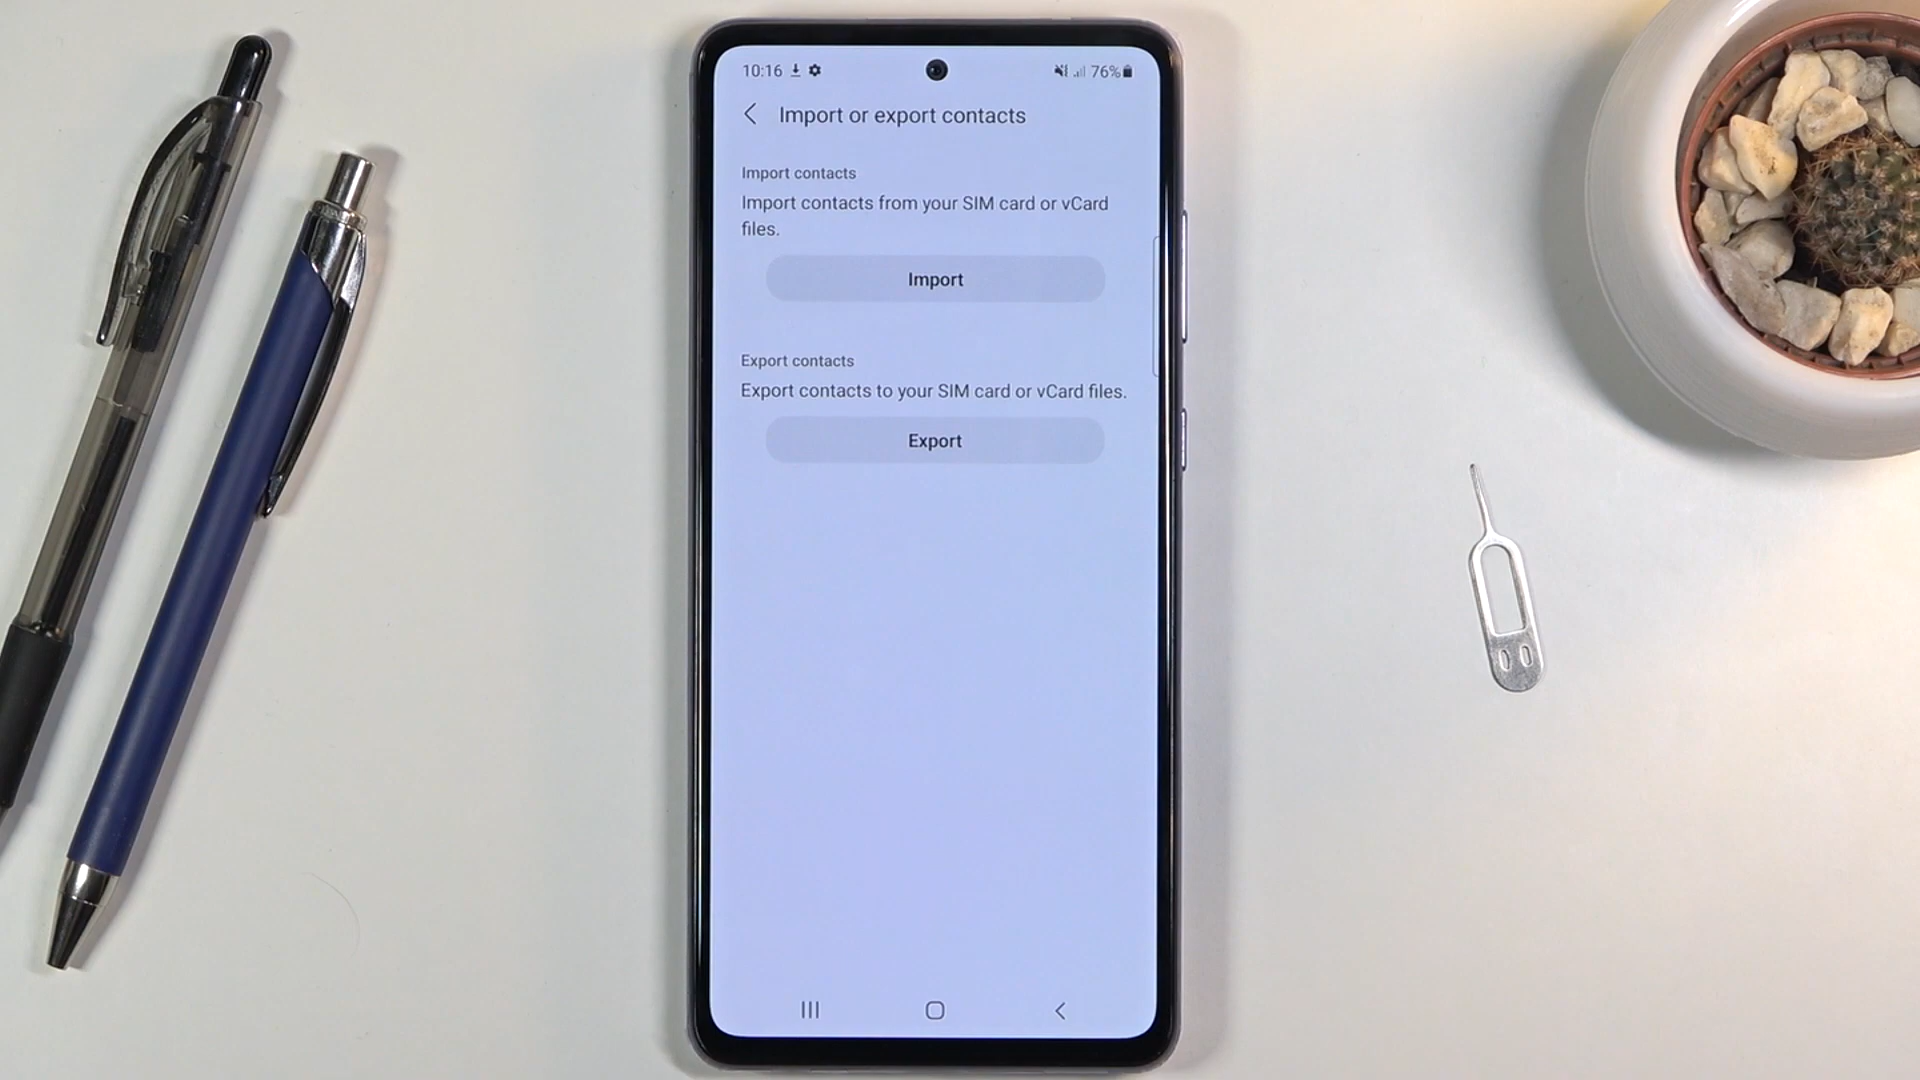 10:16
76%
Import or export contacts
Import contacts
Import contacts from your SIM card or vCard
files.
Import
Export contacts
Export contacts to your SIM card or vCard files.
Export